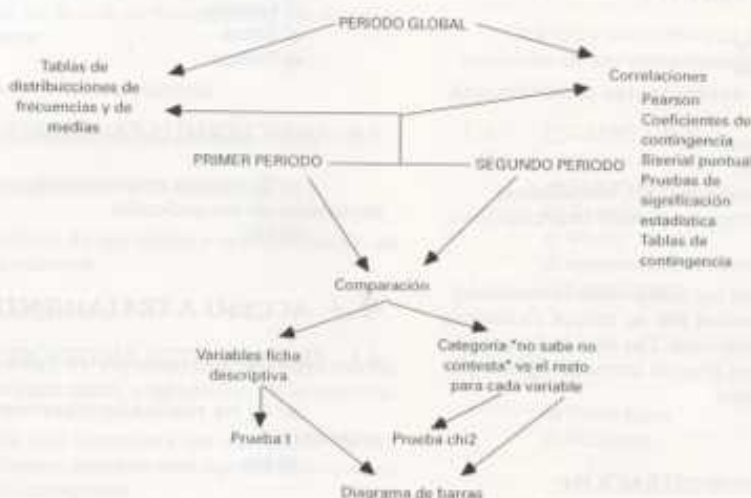 PERIODO GLOBAL
Tablas de
distribucciones de
frecuencias y de
medias
Correlaciones
Pearson
Coeficientes de
contingencia
Biserial puntual
Pruebas de
significación
estadística
Tablas de
contingencia
PRIMER PERIODO
SEGUNDO PERIODO
Comparación
Variables ficha
descriptiva
Categoría "no sabe no
contesta" vs el resto
para cada variable
Prueba t
Prueba chi2
Diagrama de barras